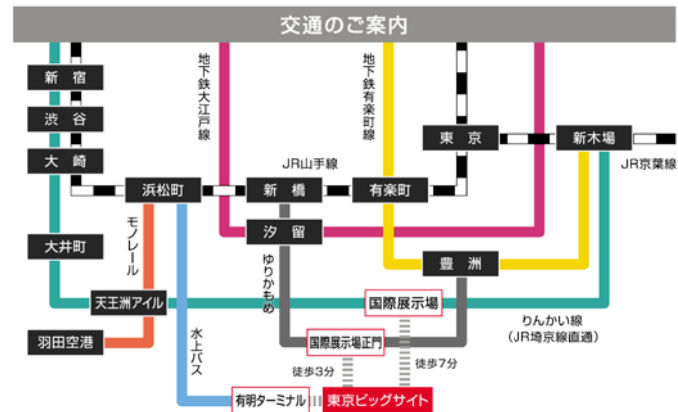 交通のご案内
新宿
渋谷
大崎
地下鉄大江戸線
地下鉄有楽町線
東京
新木場
JR京葉線
JR山手線
浜松町
新橋
有楽町
汐留
大井町
モノレール
ゆりかもめ
豊洲
天王洲アイル
国際展示場
羽田空港
水上バス
国際展示場正門
りんかい線
(JR埼京線直通)
徒歩3分
徒歩7分
有明ターミナル
東京ビッグサイト